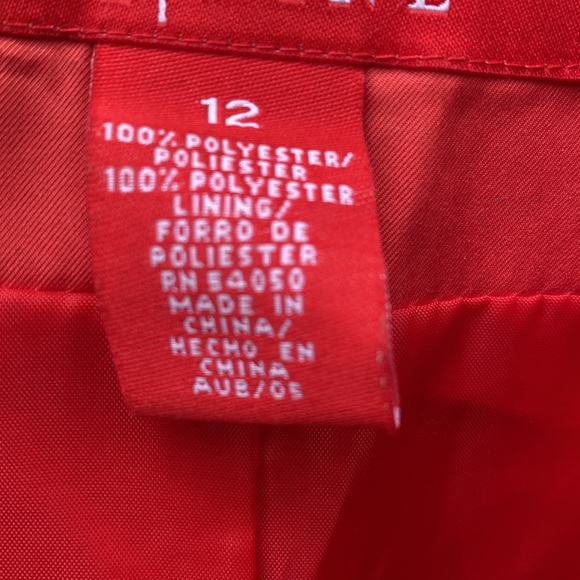 12
100% POLYESTER/
POLIESTER
100% POLYESTER
LINING/
FORRO DE
POLIESTER
RN 54050
MADE IN
CHINA/
HECHO EN
CHINA
AUB/05